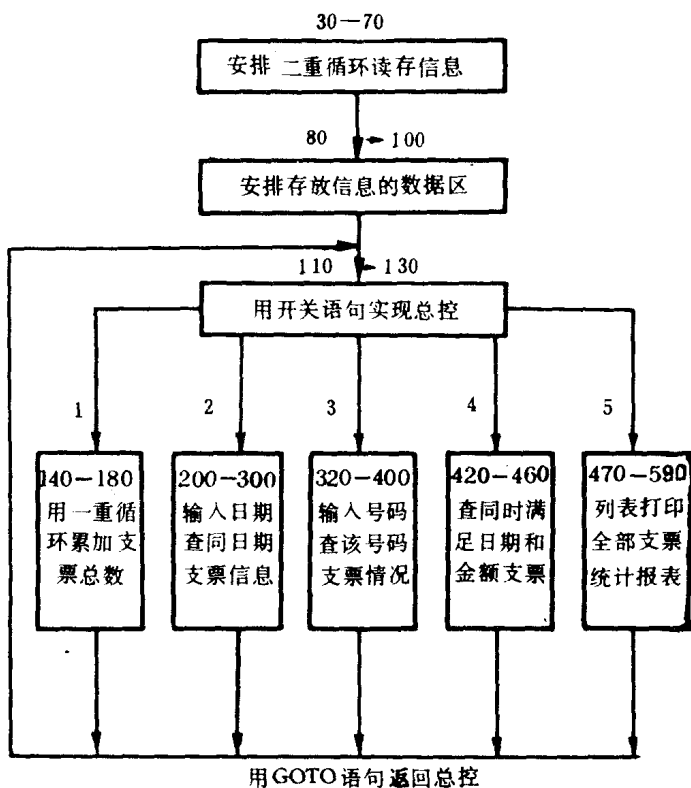 30—70
安排 二重循环读存信息
80 100
安排存放信息的数据区
110 130
用开关语句实现总控
1 2 3 4 5
140-180
用一重循
环累加支
票总数
200-300
输入日期
查同日期
支票信息
320-400
输入号码
查该号码
支票情况
420-460
查同时满
足日期和
金额支票
470-590
列表打印
全部支票
统计报表
用GOTO语句返回总控